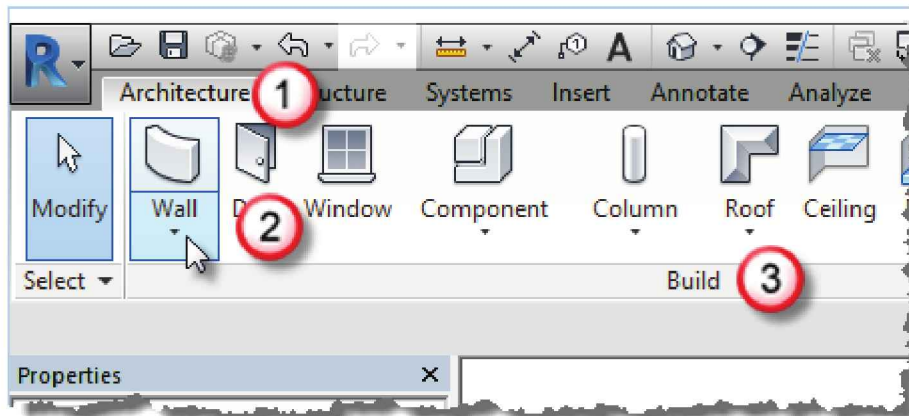 R A
Architecture 1 ucture Systems Insert Annotate Analyze
Modify Wall D 2 Window Component Column Roof Ceiling
Select Build 3
Properties